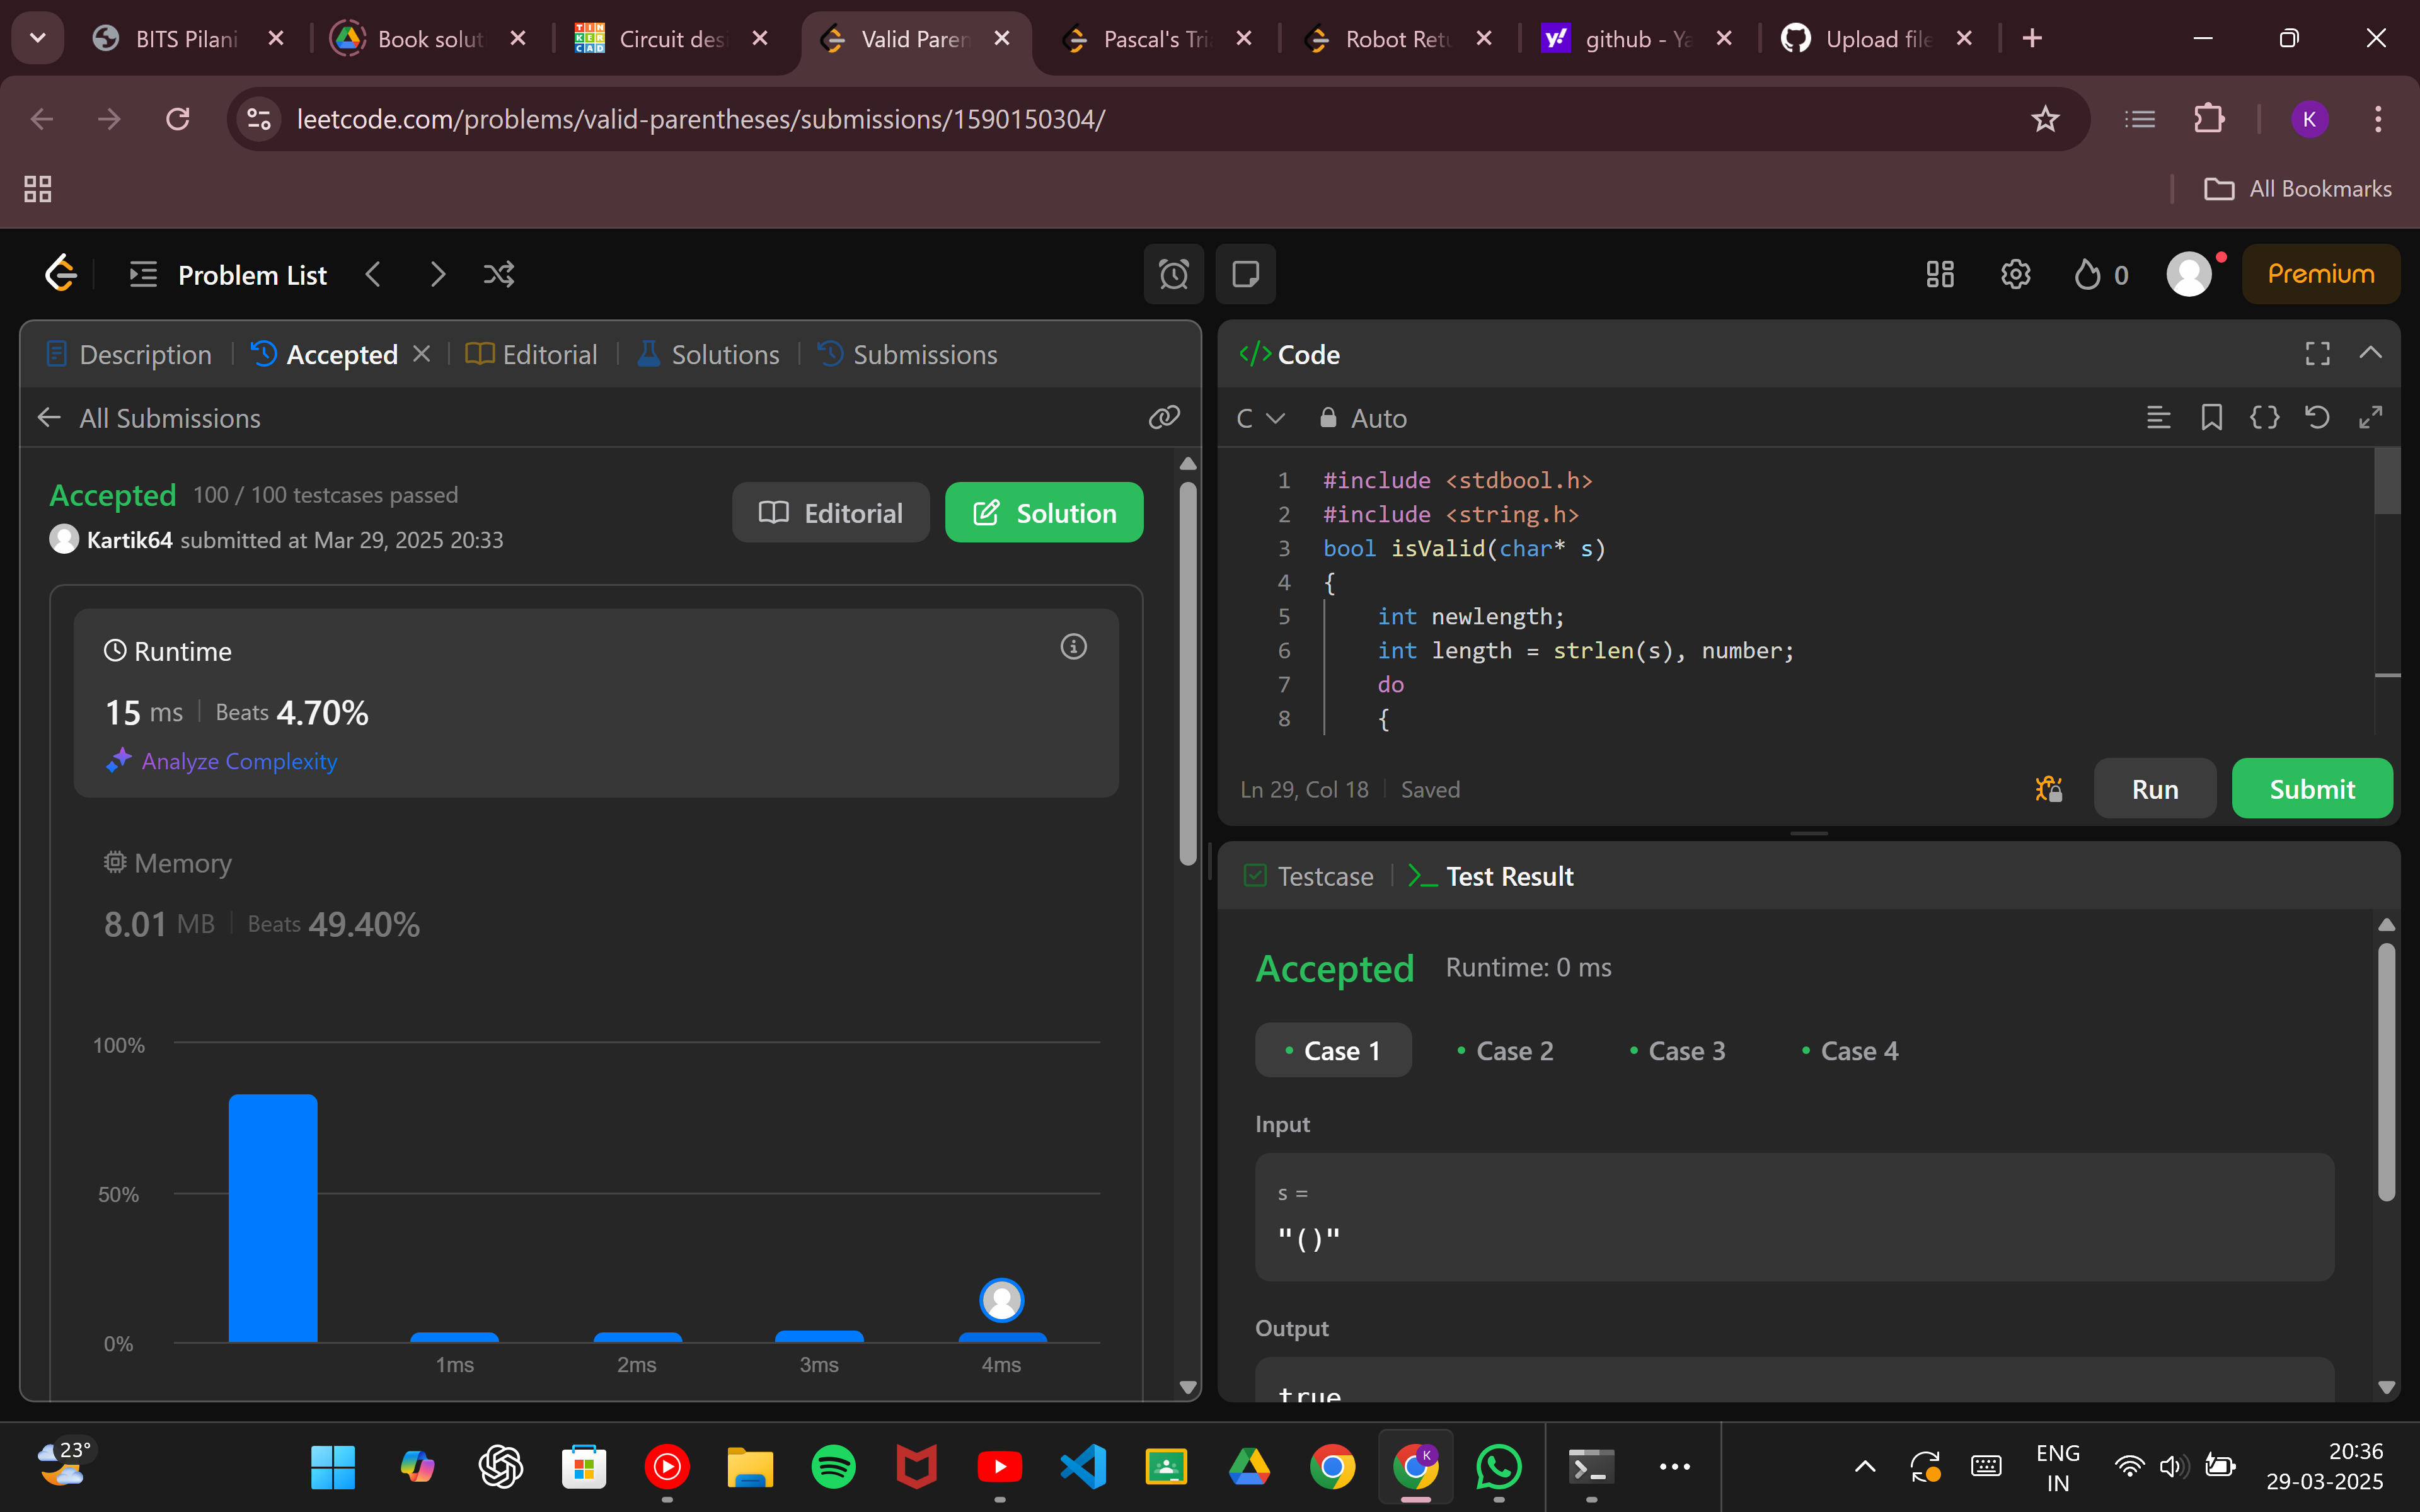 BITS Pilani
Book solut
Circuit des
Valid Paren
Pascal's Tri
Robot Retu
github - Ya
Upload file
leetcode.com/problems/valid-parentheses/submissions/1590150304/
K
All Bookmarks
Problem List
0
Premium
Description
Accepted
Editorial
Solutions
Submissions
All Submissions
Accepted 100 / 100 testcases passed
Kartik64 submitted at Mar 29, 2025 20:33
Editorial
Solution
Runtime
15 ms Beats 4.70%
Analyze Complexity
Memory
8.01 MB Beats 49.40%
100%
50%
0%
1ms 2ms 3ms 4ms
</> Code
C Auto
1 #include <stdbool.h>
2 #include <string.h>
3 bool isValid(char* s)
4 {
5 int newlength;
6 int length = strlen(s), number;
7 do
8 {
Ln 29, Col 18 Saved
Run
Submit
Testcase
>_ Test Result
Accepted Runtime: 0 ms
• Case 1 • Case 2 • Case 3 • Case 4
Input
s =
"()"
Output
true
23°
K
ENG
IN
20:36
29-03-2025